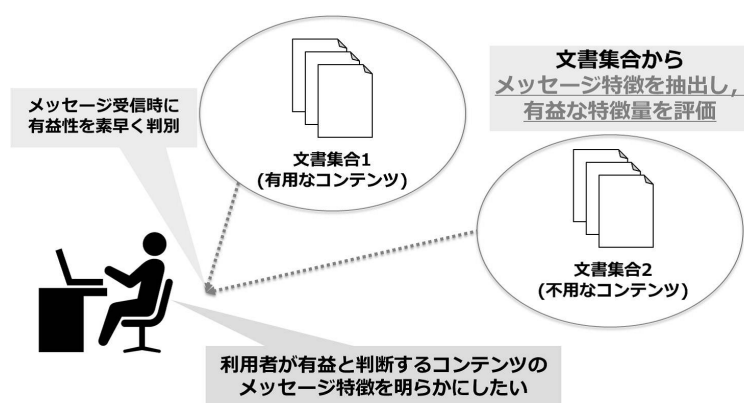 文書集合から
メッセージ特徴を抽出し,
有益な特徴量を評価
メッセージ受信時に
有益性を素早く判別
文書集合1
(有用なコンテンツ)
文書集合2
(不用なコンテンツ)
利用者が有益と判断するコンテンツの
メッセージ特徴を明らかにしたい